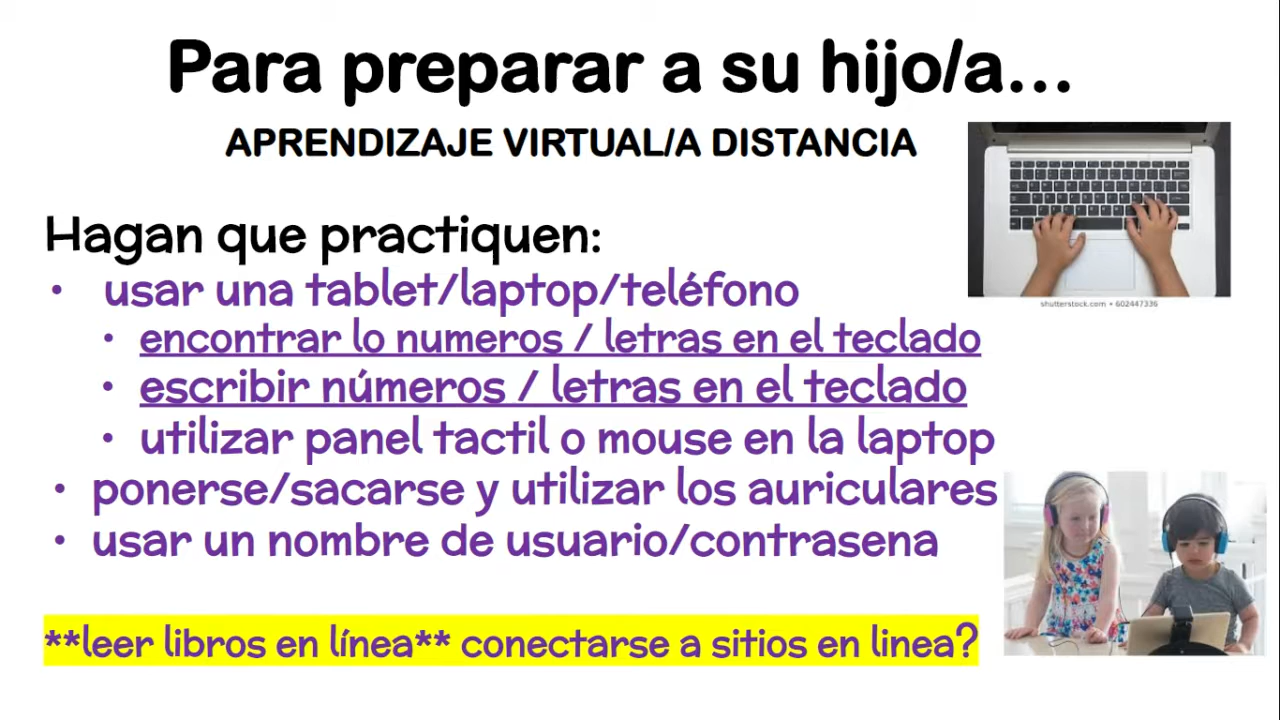 Para preparar a su hijo/a...
APRENDIZAJE VIRTUAL/A DISTANCIA
Hagan que practiquen:
• usar una tablet/laptop/teléfono
• encontrar lo numeros / letras en el teclado
• escribir números / letras en el teclado
• utilizar panel tactil o mouse en la laptop
• ponerse/sacarse y utilizar los auriculares
• usar un nombre de usuario/contrasena
**leer libros en línea** conectarse a sitios en linea?
shutterstock.com • 602447336